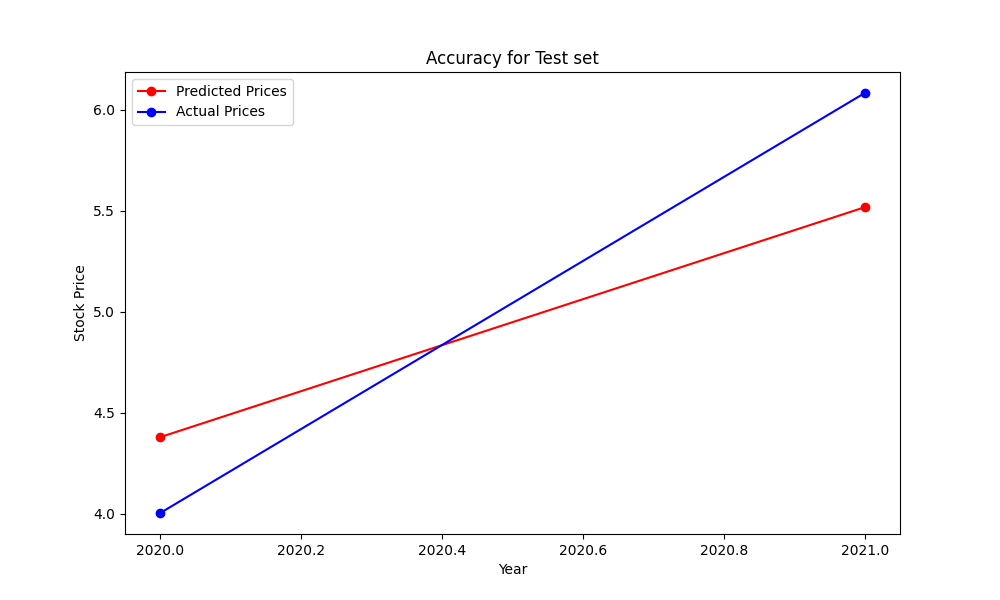 Accuracy for Test set
Predicted Prices
Actual Prices
6.0
5.5
5.0
4.5
4.0
Stock Price
2020.0 2020.2 2020.4 2020.6 2020.8 2021.0
Year